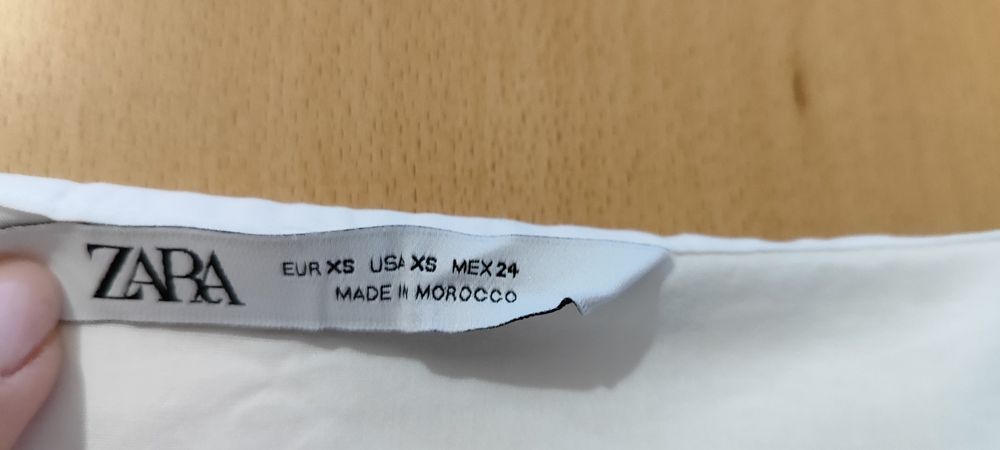 ZARA
EUR XS USA XS MEX 24
MADE IN MOROCCO